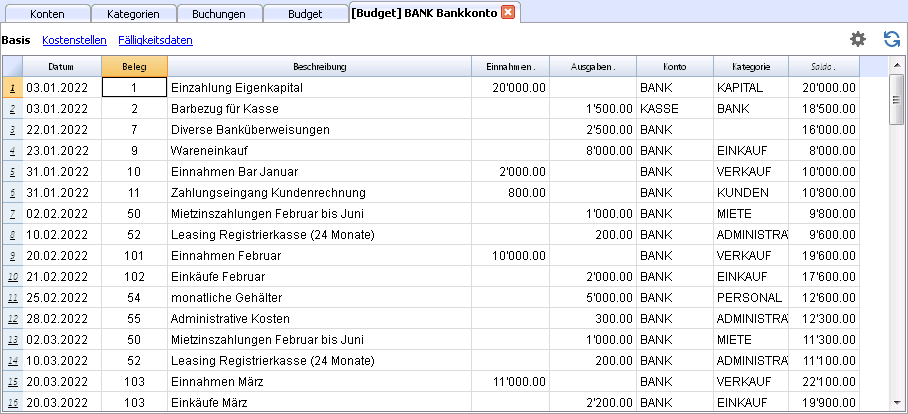 Konten Kategorien Buchungen Budget [Budget] BANK Bankkonto
Basis Kostenstellen Fälligkeitsdaten
Datum Beleg Beschreibung Einnahmen. Ausgaben. Konto Kategorie Saldo.
1 03.01.2022 1 Einzahlung Eigenkapital 20'000.00 BANK KAPITAL 20'000.00
2 03.01.2022 2 Barbezug für Kasse 1'500.00 KASSE BANK 18'500.00
3 22.01.2022 7 Diverse Banküberweisungen 2'500.00 BANK 16'000.00
4 23.01.2022 9 Wareneinkauf 8'000.00 BANK EINKAUF 8'000.00
5 31.01.2022 10 Einnahmen Bar Januar 2'000.00 BANK VERKAUF 10'000.00
6 31.01.2022 11 Zahlungseingang Kundenrechnung 800.00 BANK KUNDEN 10'800.00
7 02.02.2022 50 Mietzinszahlungen Februar bis Juni 1'000.00 BANK MIETE 9'800.00
8 10.02.2022 52 Leasing Registrierkasse (24 Monate) 200.00 BANK ADMINISTRA 9'600.00
9 20.02.2022 101 Einnahmen Februar 10'000.00 BANK VERKAUF 19'600.00
10 21.02.2022 102 Einkäufe Februar 2'000.00 BANK EINKAUF 17'600.00
11 25.02.2022 54 monatliche Gehälter 5'000.00 BANK PERSONAL 12'600.00
12 28.02.2022 55 Administrative Kosten 300.00 BANK ADMINISTRA 12'300.00
13 02.03.2022 50 Mietzinszahlungen Februar bis Juni 1'000.00 BANK MIETE 11'300.00
14 10.03.2022 52 Leasing Registrierkasse (24 Monate) 200.00 BANK ADMINISTRA 11'100.00
15 20.03.2022 103 Einnahmen März 11'000.00 BANK VERKAUF 22'100.00
16 20.03.2022 103 Einkäufe März 2'200.00 BANK EINKAUF 19'900.00